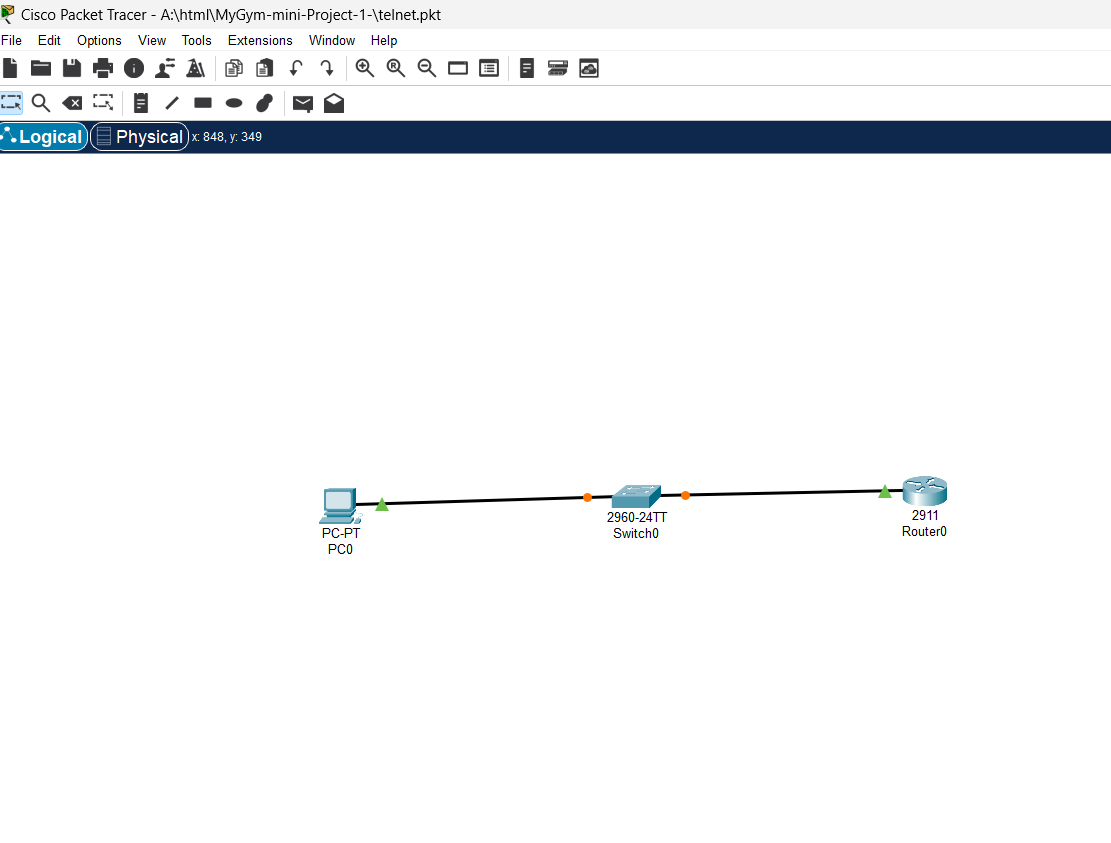 Cisco Packet Tracer - A:\html\MyGym-mini-Project-1-\telnet.pkt
File Edit Options View Tools Extensions Window Help
Logical Physical x: 848, y: 349
PC-PT
PC0
2960-24TT
Switch0
2911
Router0